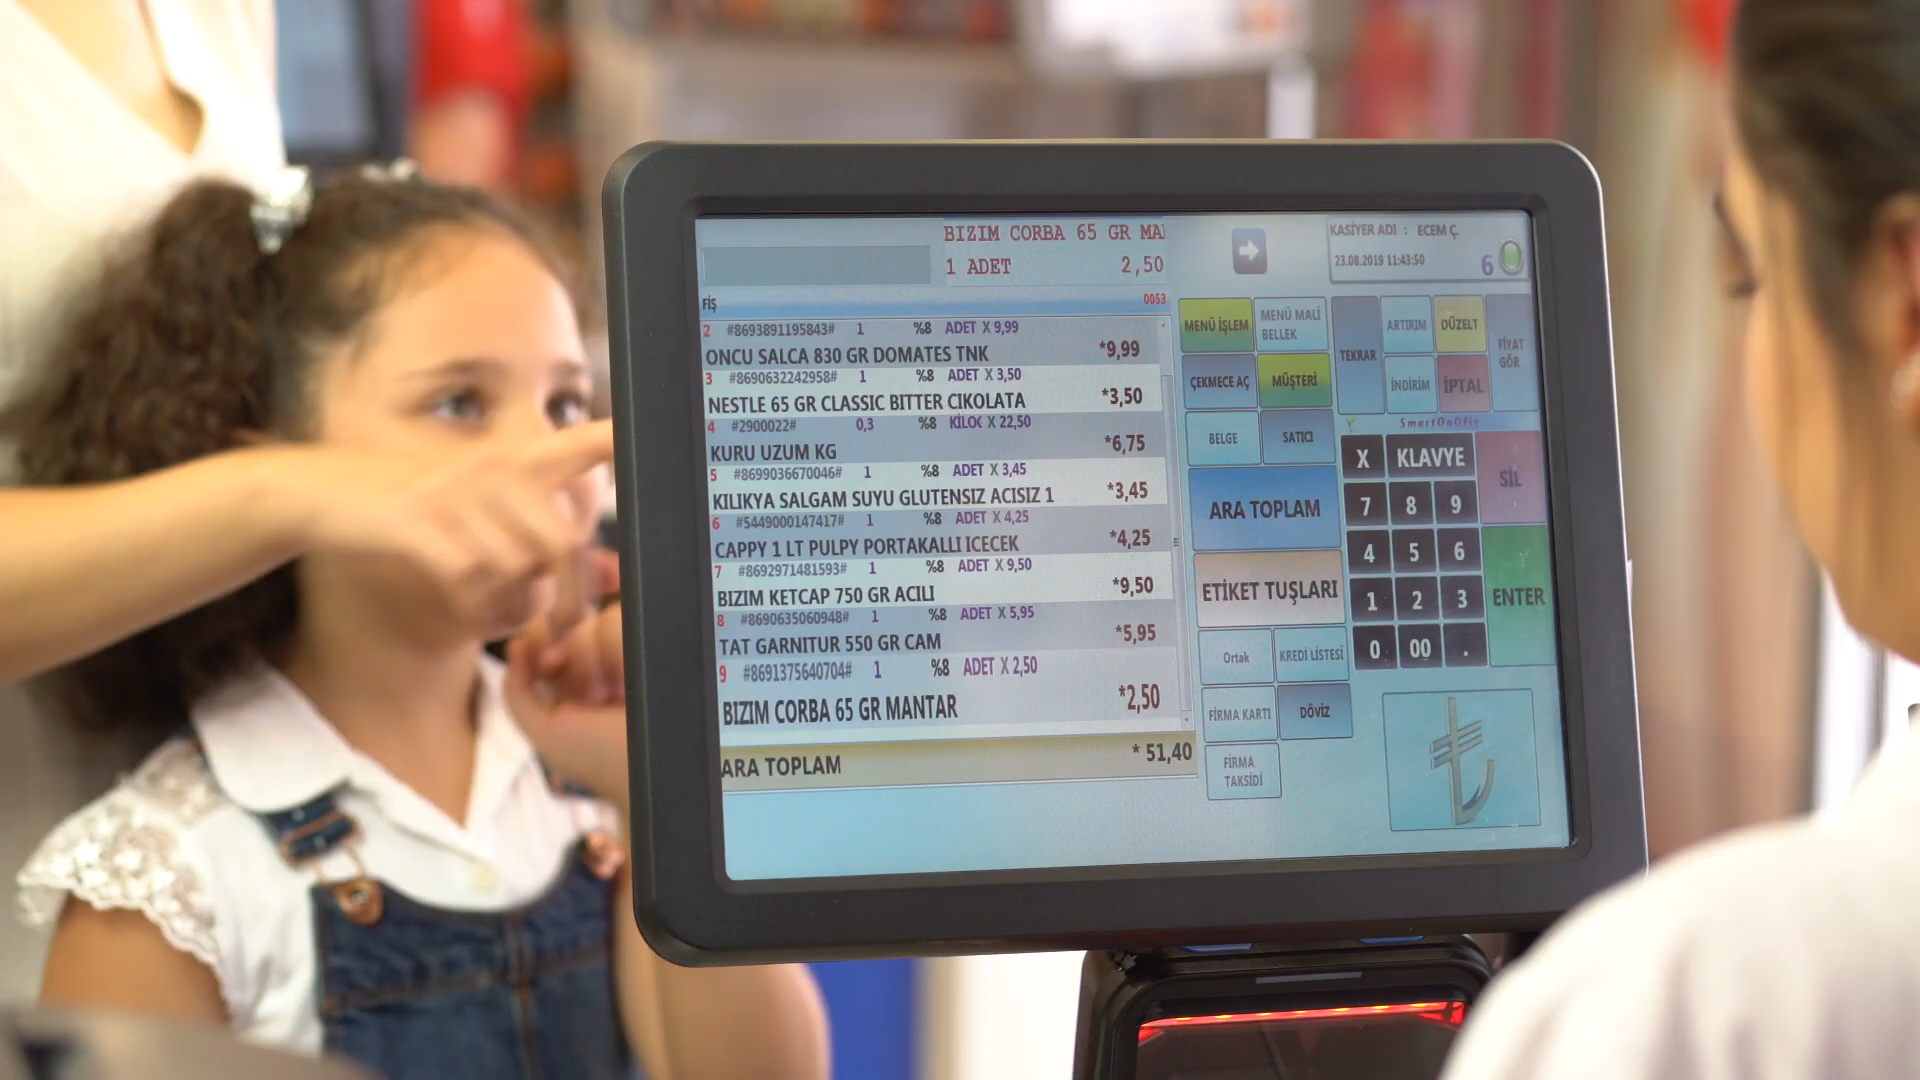 BIZIM CORBA 65 GR MA
1 ADET 2,50
KASİYER ADI : ECEM Ç.
23.08.2019 11:43:50 6
FİŞ 0053
2 #8693891195843# 1 %8 ADET X 9,99
ONCU SALCA 830 GR DOMATES TNK *9,99
3 #8690632242958# 1 %8 ADET X 3,50
NESTLE 65 GR CLASSIC BITTER CIKOLATA *3,50
4 #2900022# 0,3 %8 KİLO X 22,50
KURU UZUM KG *6,75
5 #8699036670046# 1 %8 ADET X 3,45
KILIKYA SALGAM SUYU GLUTENSIZ ACISIZ 1 *3,45
6 #5449000147417# 1 %8 ADET X 4,25
CAPPY 1 LT PULPY PORTAKALLI ICECEK *4,25
7 #8692971481593# 1 %8 ADET X 9,50
BIZIM KETCAP 750 GR ACILI *9,50
8 #8690635060948# 1 %8 ADET X 5,95
TAT GARNITUR 550 GR CAM *5,95
9 #8691375640704# 1 %8 ADET X 2,50
BIZIM CORBA 65 GR MANTAR *2,50
ARA TOPLAM * 51,40
MENÜ İŞLEM
MENÜ MALİ
BELLEK
ÇEKMECE AÇ
MÜŞTERİ
BELGE
SATICI
ARA TOPLAM
ETİKET TUŞLARI
Ortak
KREDİ LİSTESİ
FİRMA KARTI
DÖVİZ
FİRMA
TAKSİDİ
TEKRAR
ARTIRIM
DÜZELT
FİYAT
GÖR
İNDİRİM
İPTAL
SmartOnOfis
X KLAVYE
SİL
7 8 9
4 5 6
1 2 3
ENTER
0 00 .
₺